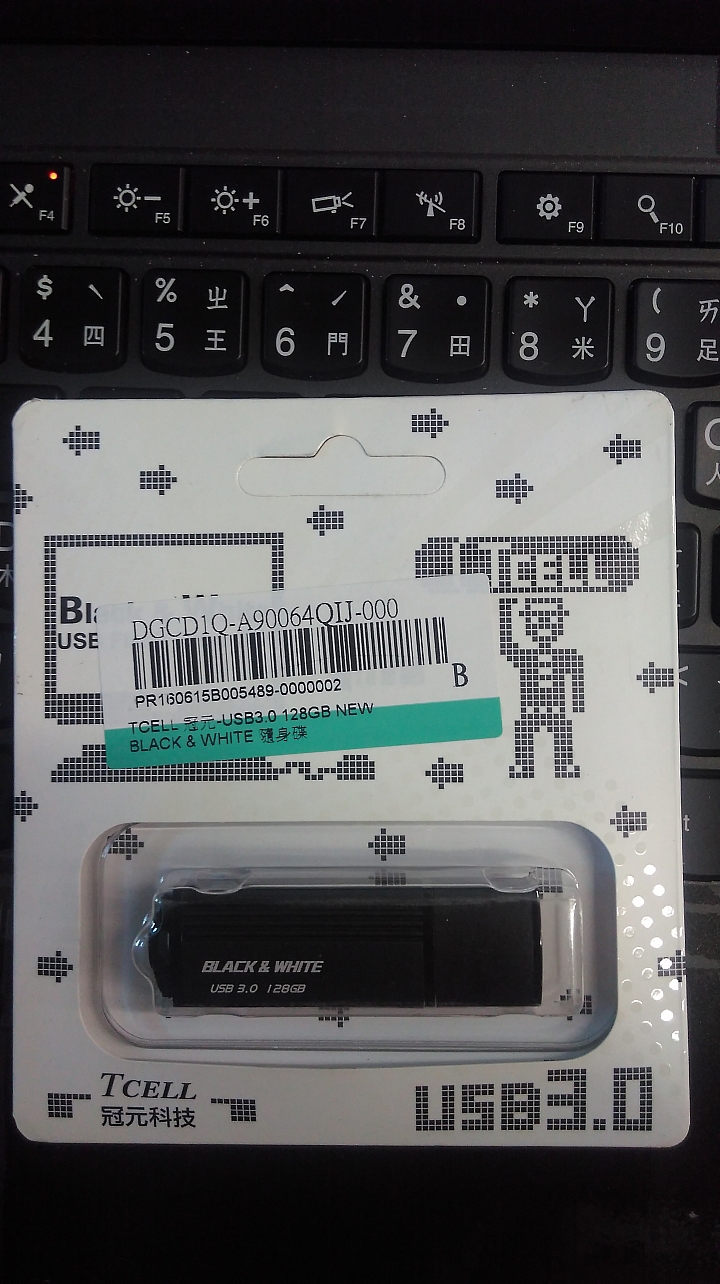 F4 F5 F6 F7 F8 F9 F10
$ ㄟ % ㄓ ^ ˊ & ˙ * ㄚ ( ㄞ
4 四 5 王 6 門 7 田 8 米 9 足
TCELL
Bl
USB
DGCD1Q-A90064QIJ-000
PR160615B005489-0000002
B
TCELL 冠元-USB3.0 128GB NEW
BLACK & WHITE 隨身碟
BLACK & WHITE
USB 3.0 128GB
TCELL
冠元科技
USB3.0